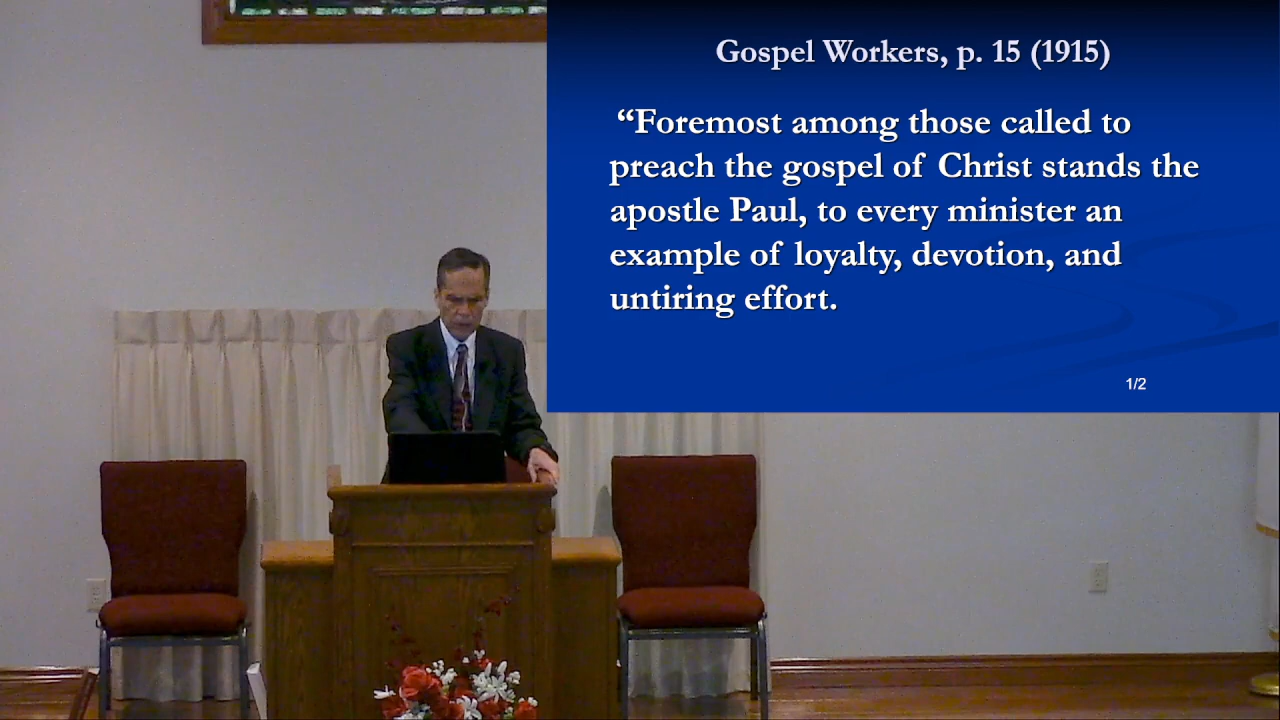 Gospel Workers, p. 15 (1915)
“Foremost among those called to
preach the gospel of Christ stands the
apostle Paul, to every minister an
example of loyalty, devotion, and
untiring effort.
1/2